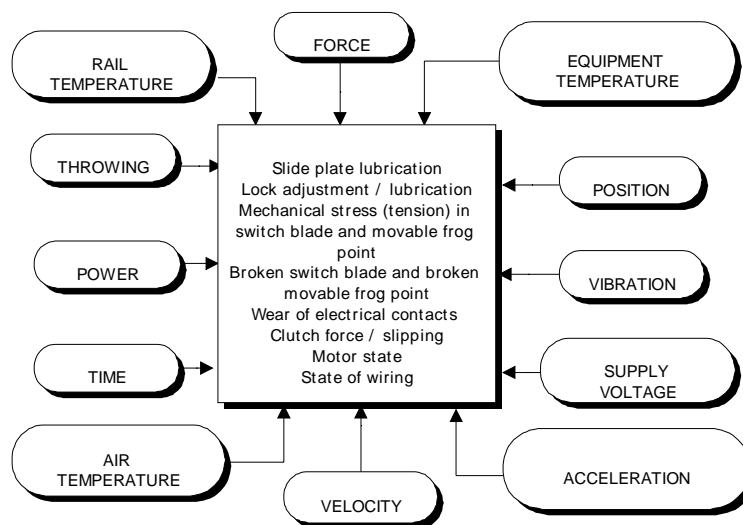 FORCE
RAIL
TEMPERATURE
EQUIPMENT
TEMPERATURE
THROWING
POSITION
POWER
VIBRATION
TIME
SUPPLY
VOLTAGE
AIR
TEMPERATURE
VELOCITY
ACCELERATION
Slide plate lubrication
Lock adjustment / lubrication
Mechanical stress (tension) in
switch blade and movable frog
point
Broken switch blade and broken
movable frog point
Wear of electrical contacts
Clutch force / slipping
Motor state
State of wiring